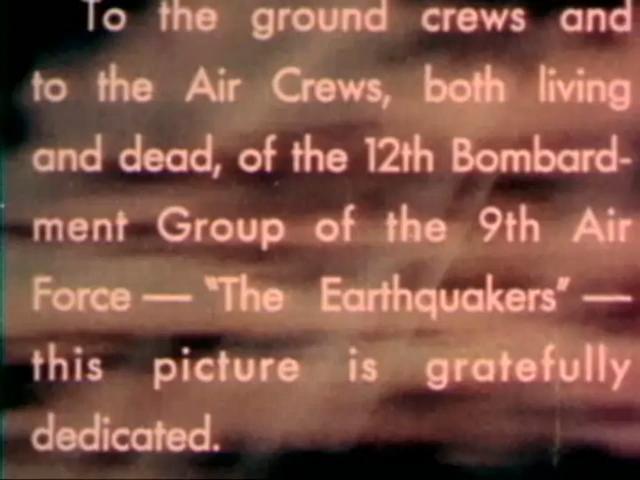 To the ground crews and
to the Air Crews, both living
and dead, of the 12th Bombard-
ment Group of the 9th Air
Force — "The Earthquakers" —
this picture is gratefully
dedicated.